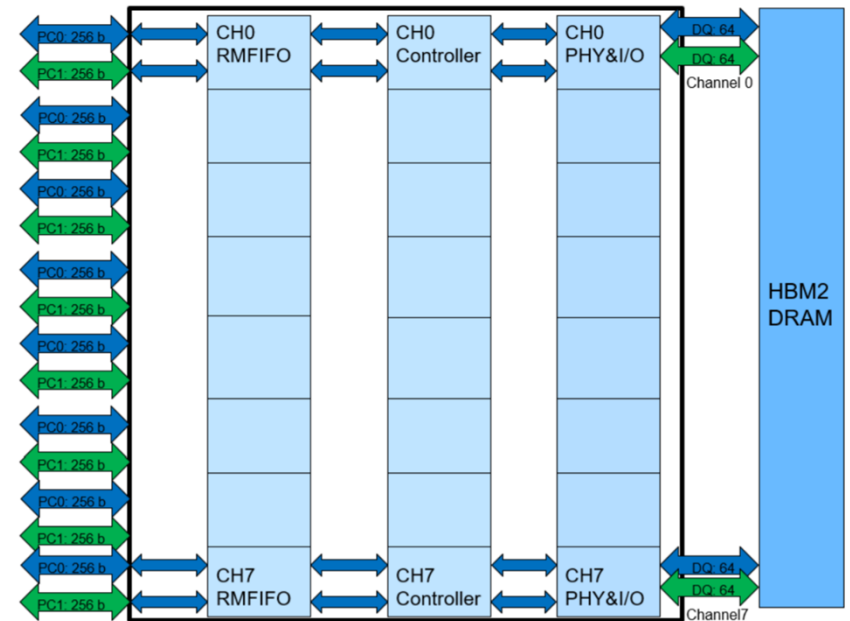 PC0: 256 b
PC1: 256 b
PC0: 256 b
PC1: 256 b
PC0: 256 b
PC1: 256 b
PC0: 256 b
PC1: 256 b
PC0: 256 b
PC1: 256 b
PC0: 256 b
PC1: 256 b
PC0: 256 b
PC1: 256 b
PC0: 256 b
PC1: 256 b
CH0
RMFIFO
CH0
Controller
CH0
PHY&I/O
DQ: 64
DQ: 64
Channel 0
CH7
RMFIFO
CH7
Controller
CH7
PHY&I/O
DQ: 64
DQ: 64
Channel7
HBM2
DRAM